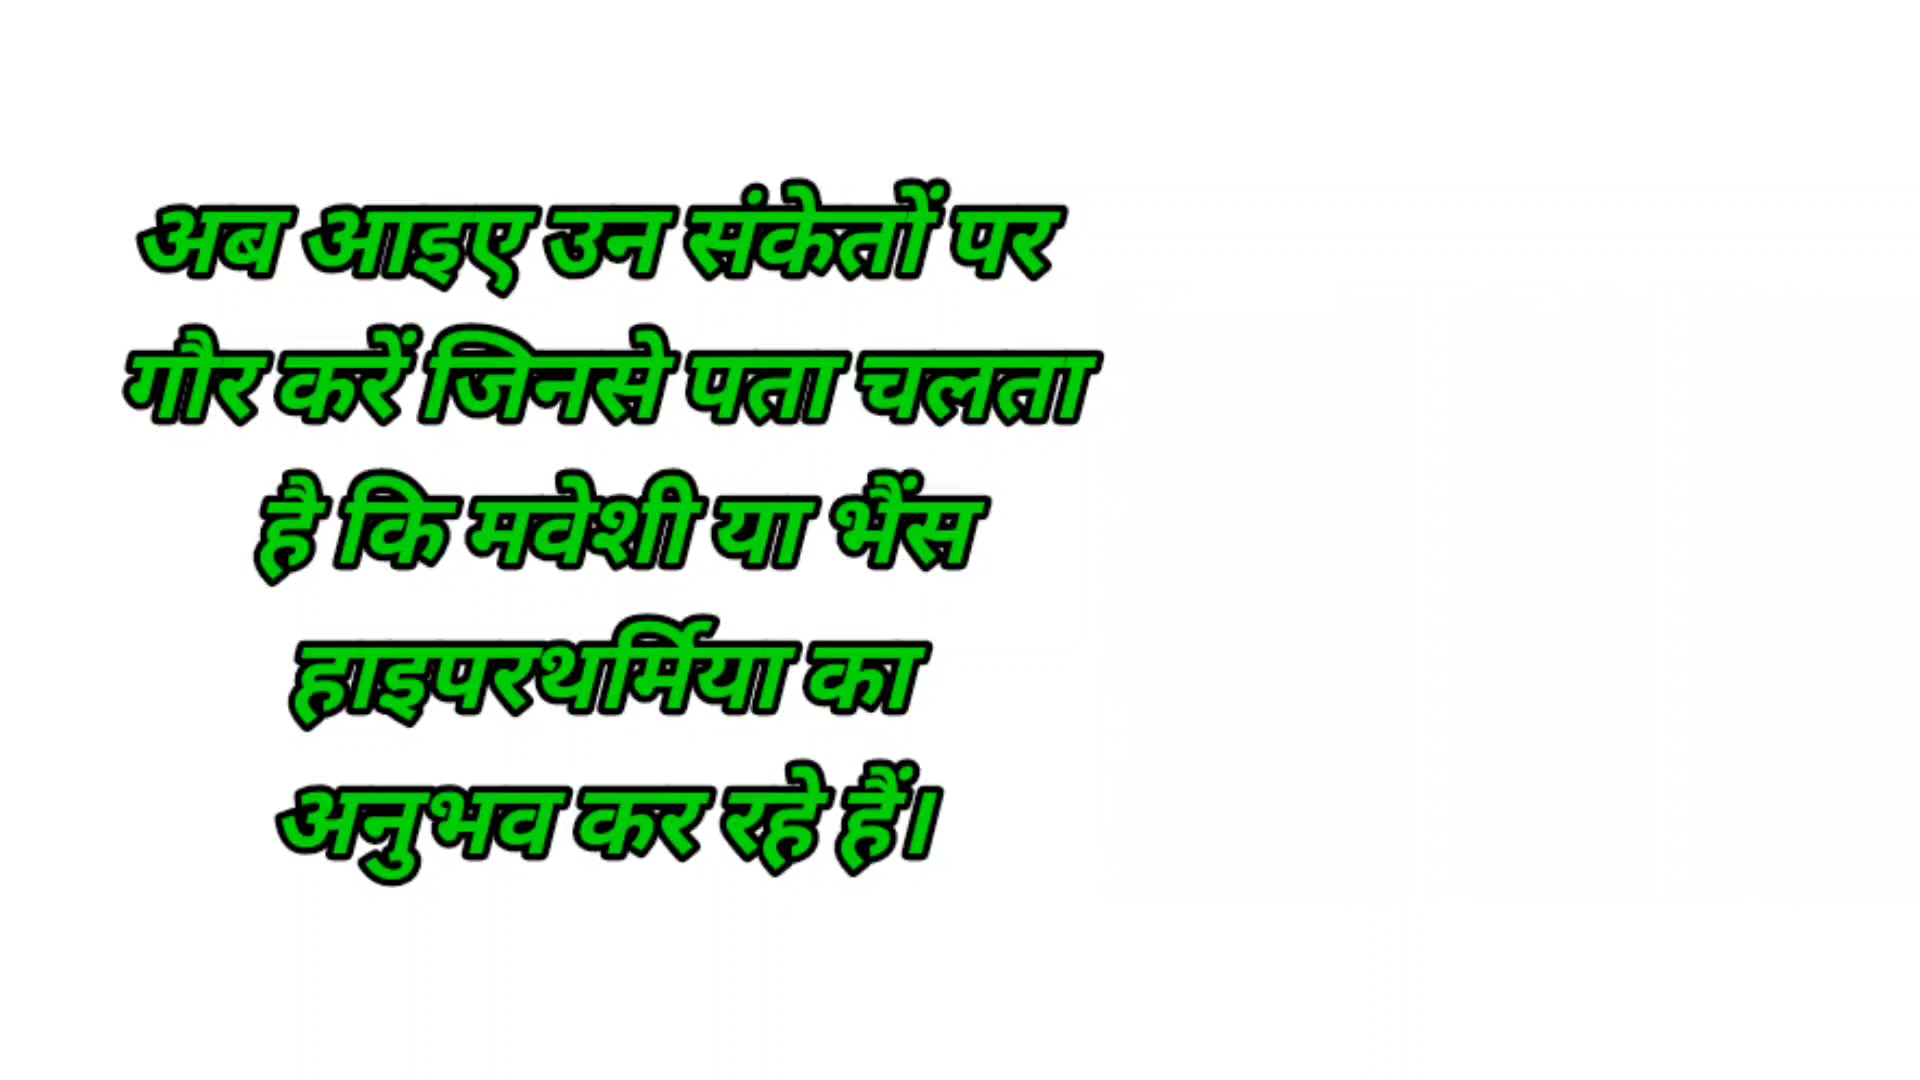 अब आइए उन संकेतों पर
गौर करें जिनसे पता चलता
है कि मवेशी या भैंस
हाइपरथर्मिया का
अनुभव कर रहे हैं।